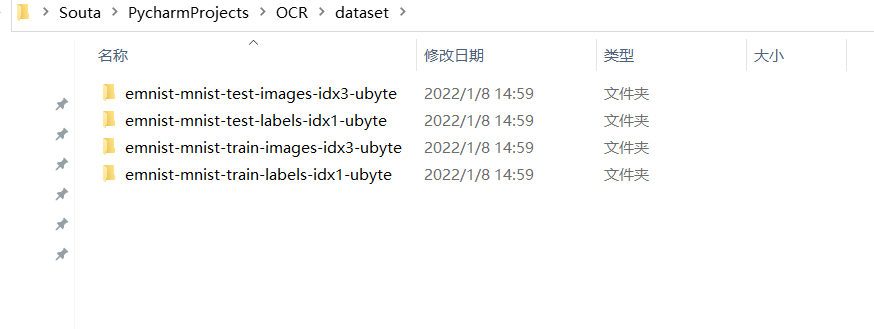 Souta > PycharmProjects > OCR > dataset >
名称 修改日期 类型 大小
emnist-mnist-test-images-idx3-ubyte 2022/1/8 14:59 文件夹
emnist-mnist-test-labels-idx1-ubyte 2022/1/8 14:59 文件夹
emnist-mnist-train-images-idx3-ubyte 2022/1/8 14:59 文件夹
emnist-mnist-train-labels-idx1-ubyte 2022/1/8 14:59 文件夹